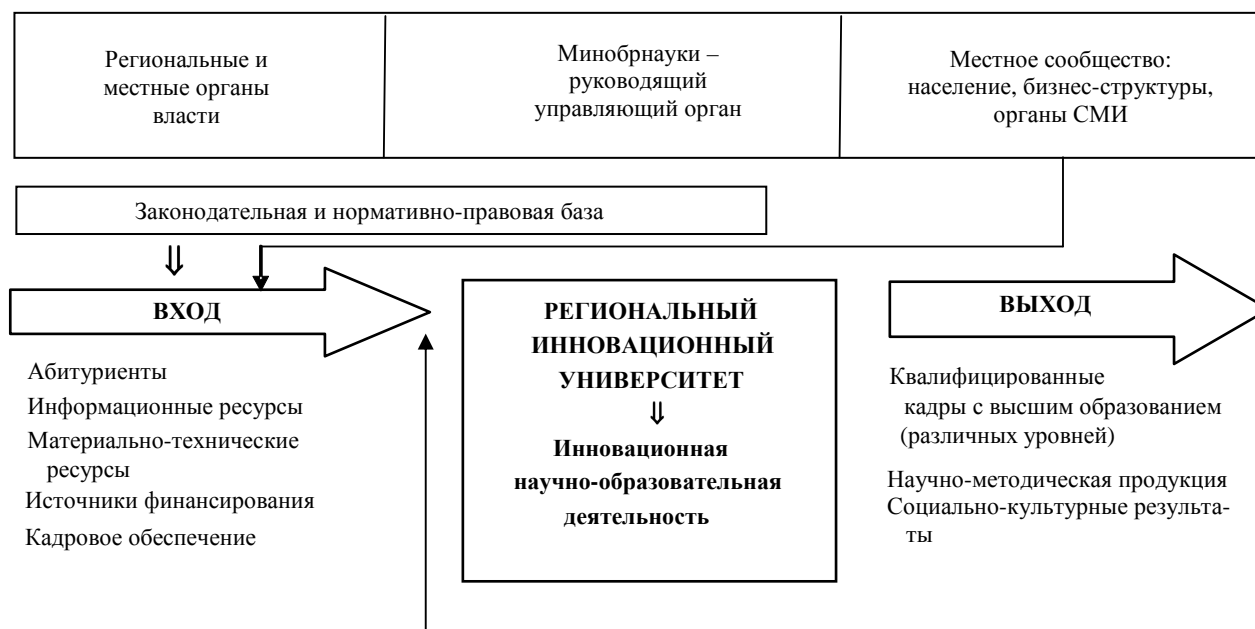 Региональные и
местные органы
власти
Минобрнауки –
руководящий
управляющий орган
Местное сообщество:
население, бизнес-структуры,
органы СМИ
Законодательная и нормативно-правовая база
⇓
ВХОД
Абитуриенты
Информационные ресурсы
Материально-технические
ресурсы
Источники финансирования
Кадровое обеспечение
РЕГИОНАЛЬНЫЙ
ИННОВАЦИОННЫЙ
УНИВЕРСИТЕТ
⇓
Инновационная
научно-образовательная
деятельность
ВЫХОД
Квалифицированные
кадры с высшим образованием
(различных уровней)
Научно-методическая продукция
Социально-культурные результа-
ты